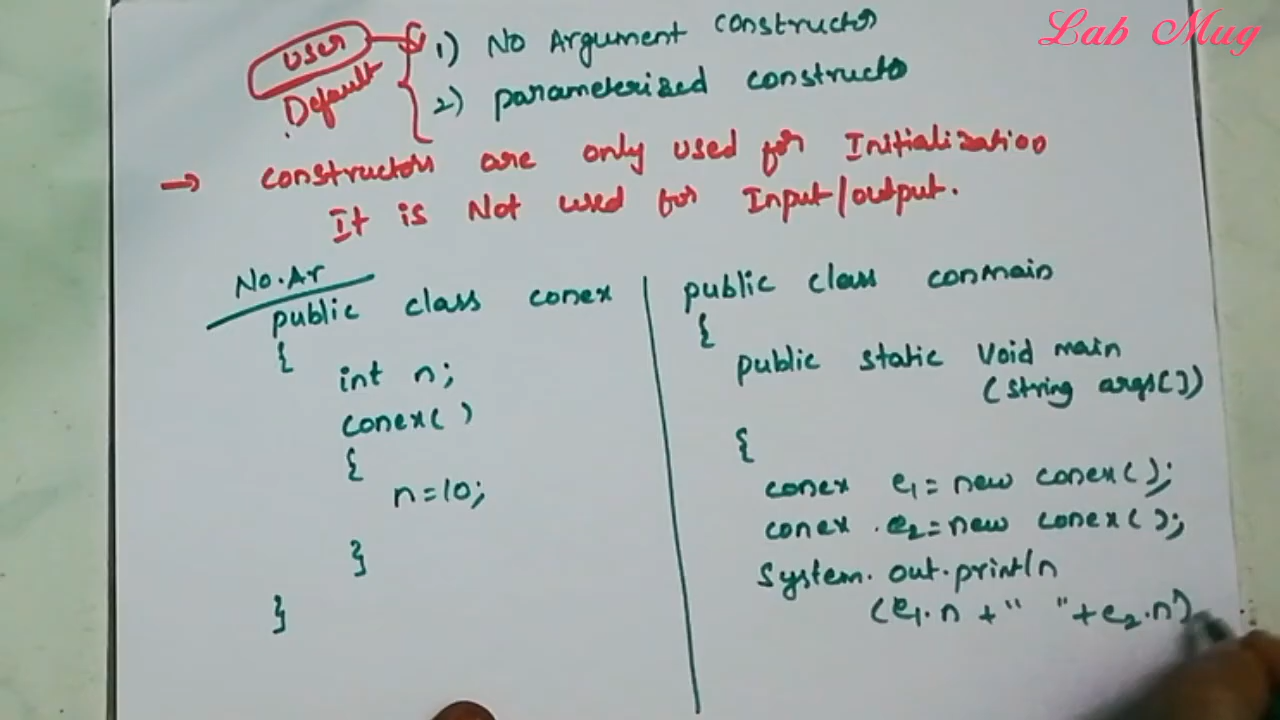 Lab Mug
User
Default
1) No Argument constructor
2) parameterized constructo
→ constructors are only used for Initialization
It is Not used for Input/output.
No.Ar
public class conex
{
int n;
conex( )
{
n=10;
}
}
public class conmain
{
public static void main
(string args[])
{
conex e1 = new conex();
conex e2 = new conex();
System.out.println
(e1.n + " " + e2.n)